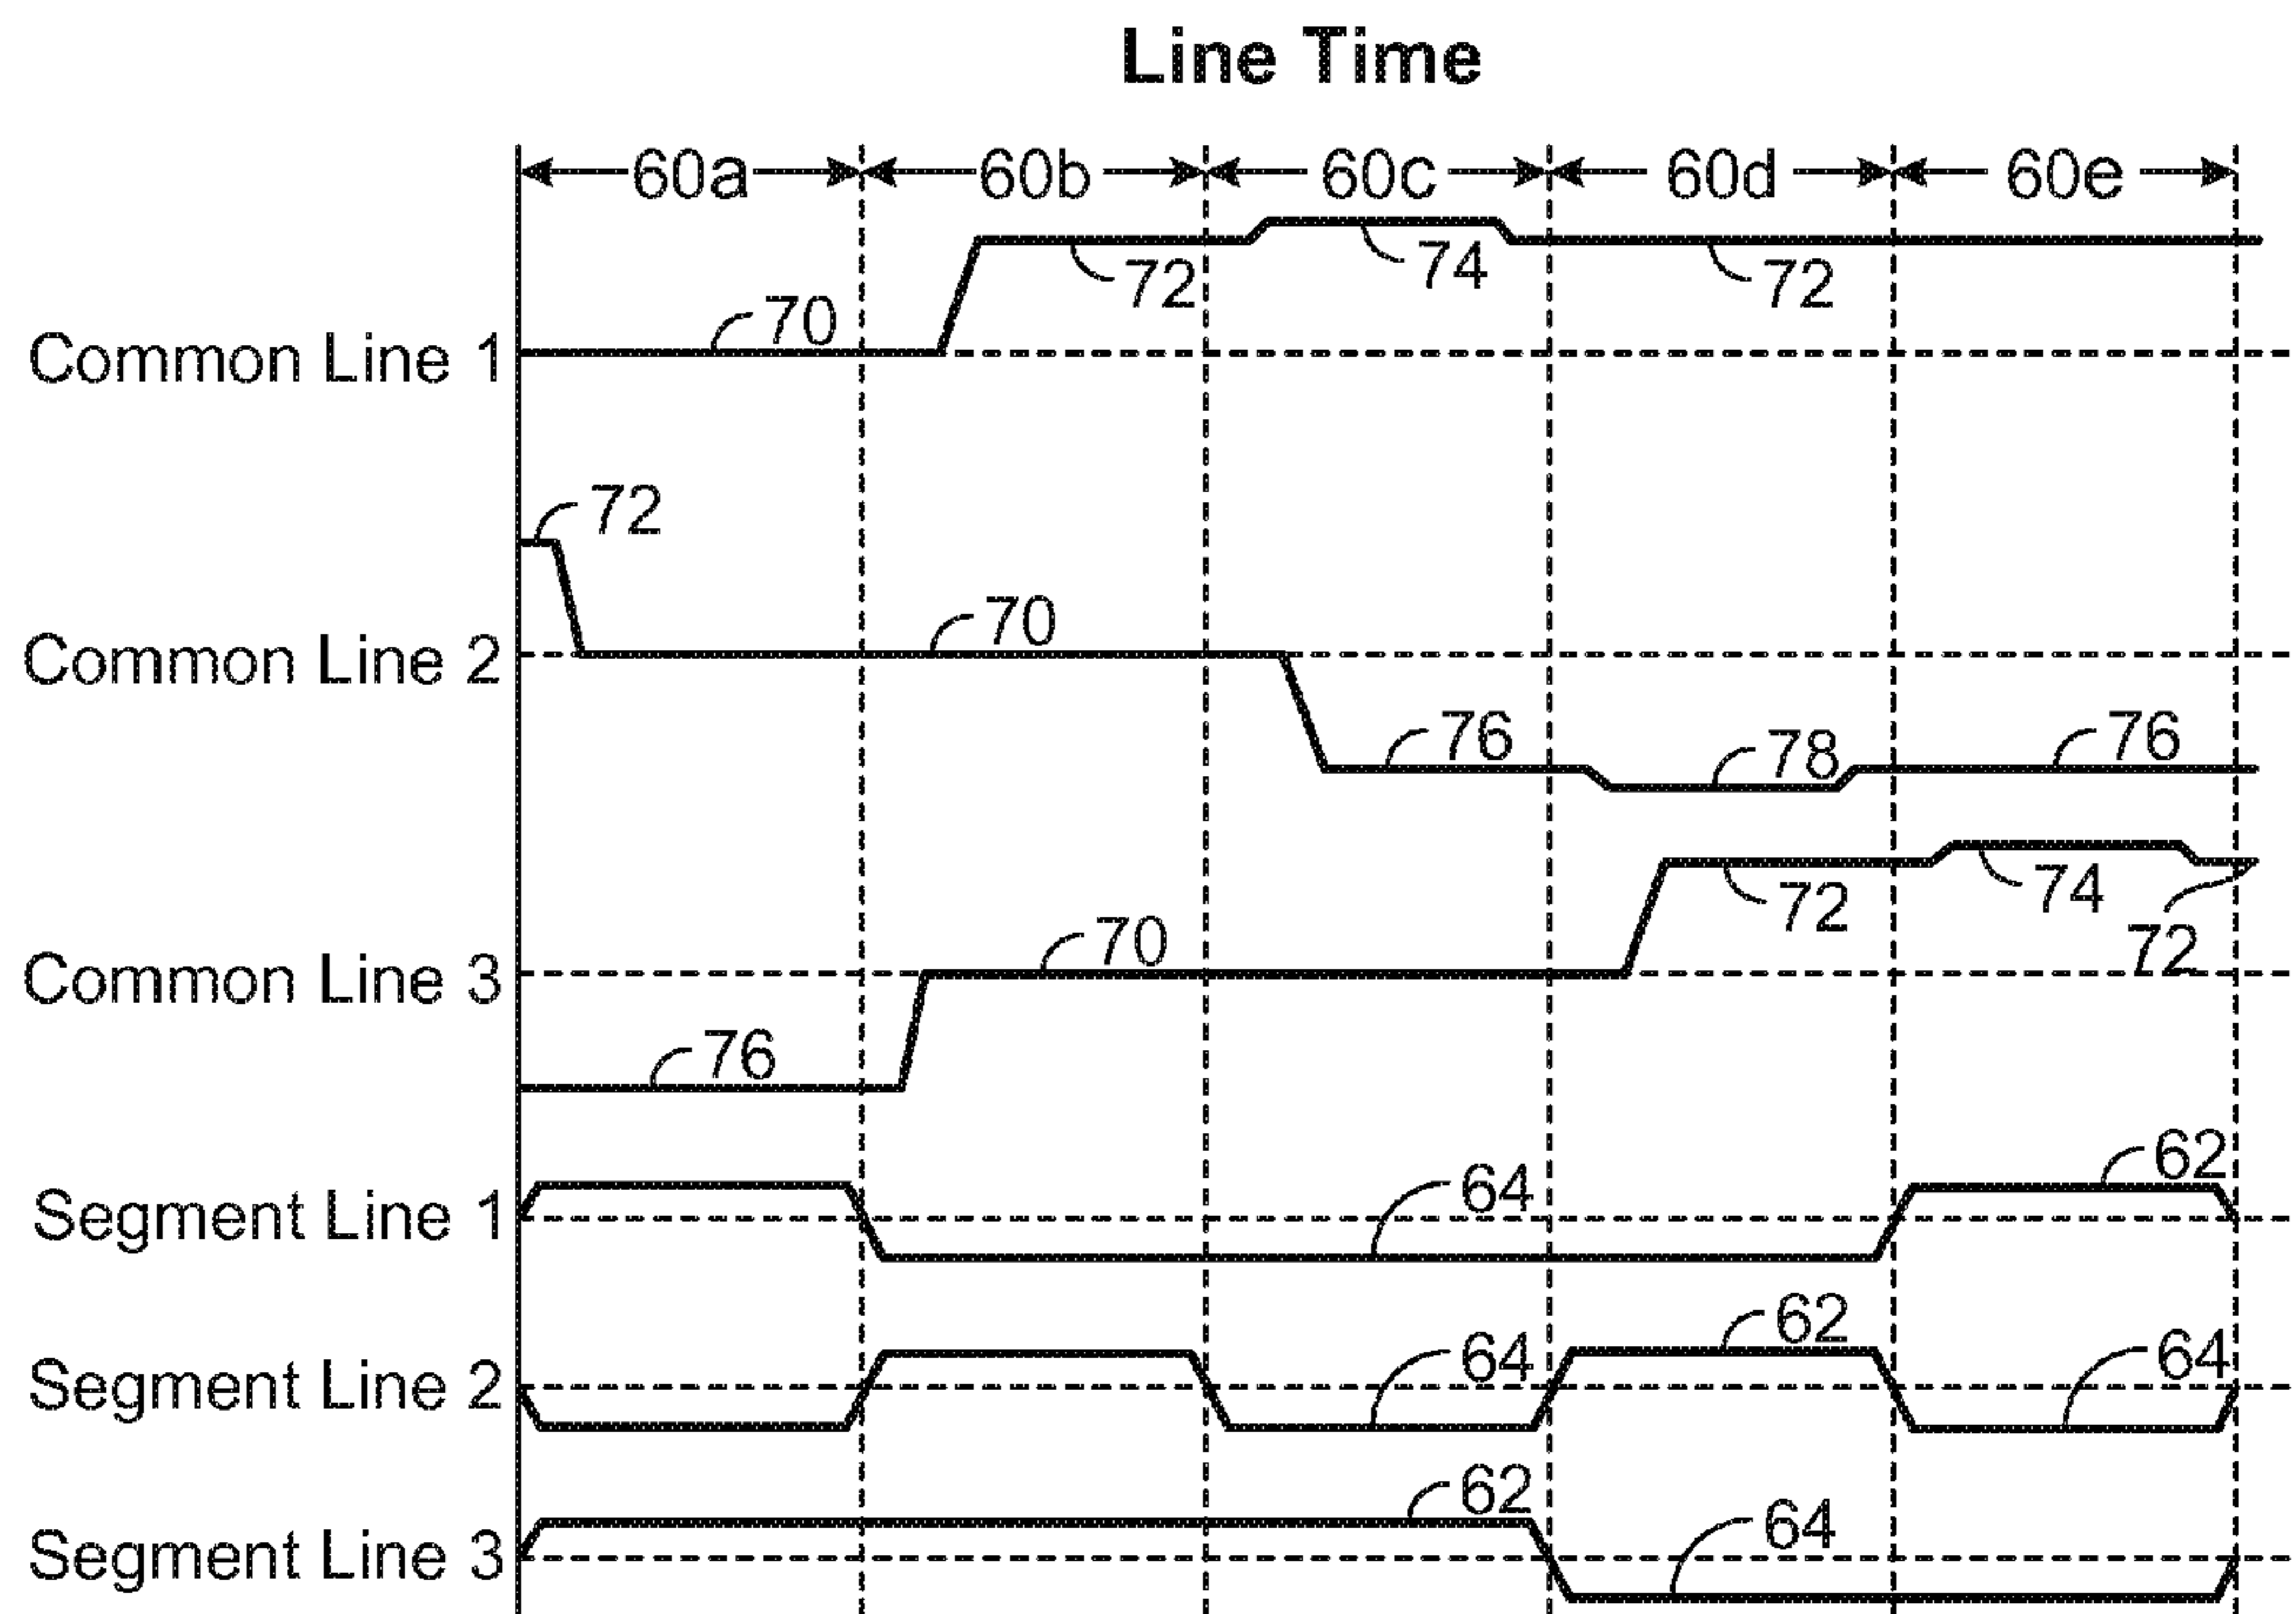 Line Time
60a 60b 60c 60d 60e
72 74 72
70
Common Line 1
72
70
Common Line 2
76 78 76
72 74
72
70
Common Line 3
76
62
64
Segment Line 1
62
64 64
Segment Line 2
62
64
Segment Line 3